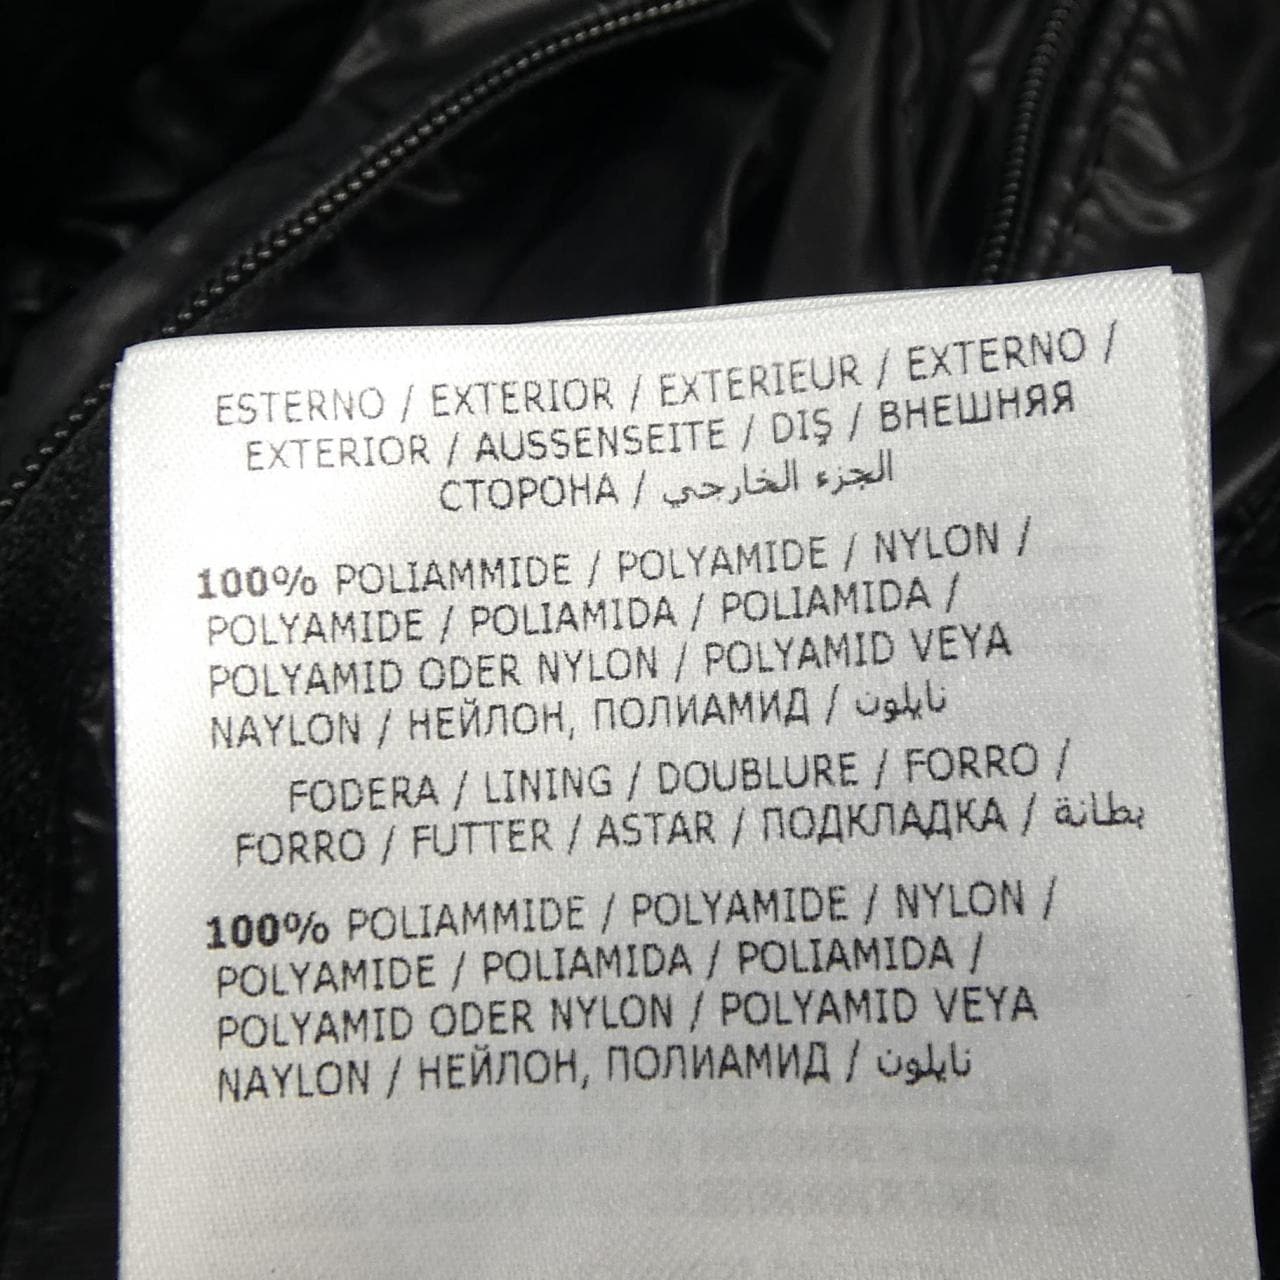 ESTERNO / EXTERIOR / EXTERIEUR / EXTERNO /
EXTERIOR / AUSSENSEITE / DIŞ / ВНЕШНЯЯ
СТОРОНА / الجزء الخارجي
100% POLIAMMIDE / POLYAMIDE / NYLON /
POLYAMIDE / POLIAMIDA / POLIAMIDA /
POLYAMID ODER NYLON / POLYAMID VEYA
NAYLON / НЕЙЛОН, ПОЛИАМИД / نايلون
FODERA / LINING / DOUBLURE / FORRO /
FORRO / FUTTER / ASTAR / ПОДКЛАДКА / بطانة
100% POLIAMMIDE / POLYAMIDE / NYLON /
POLYAMIDE / POLIAMIDA / POLIAMIDA /
POLYAMID ODER NYLON / POLYAMID VEYA
NAYLON / НЕЙЛОН, ПОЛИАМИД / نايلون